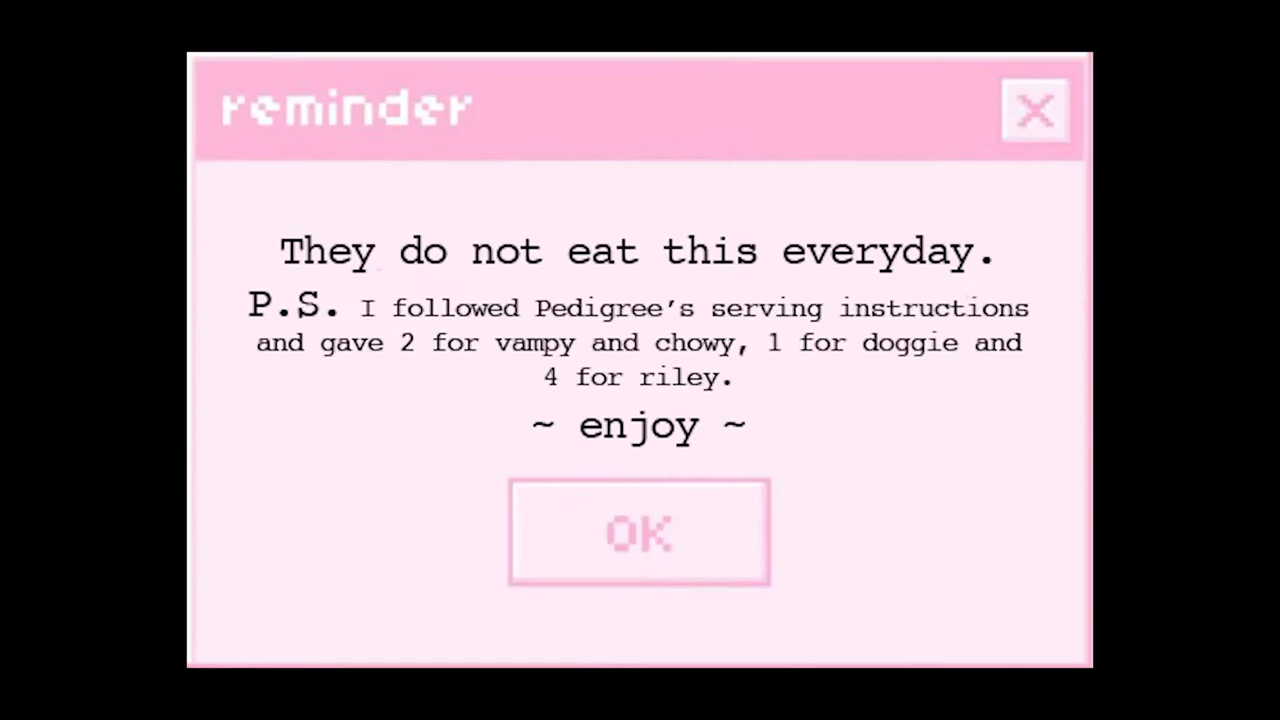 reminder
X
They do not eat this everyday.
P.S. I followed Pedigree’s serving instructions
and gave 2 for vampy and chowy, 1 for doggie and
4 for riley.
~ enjoy ~
OK